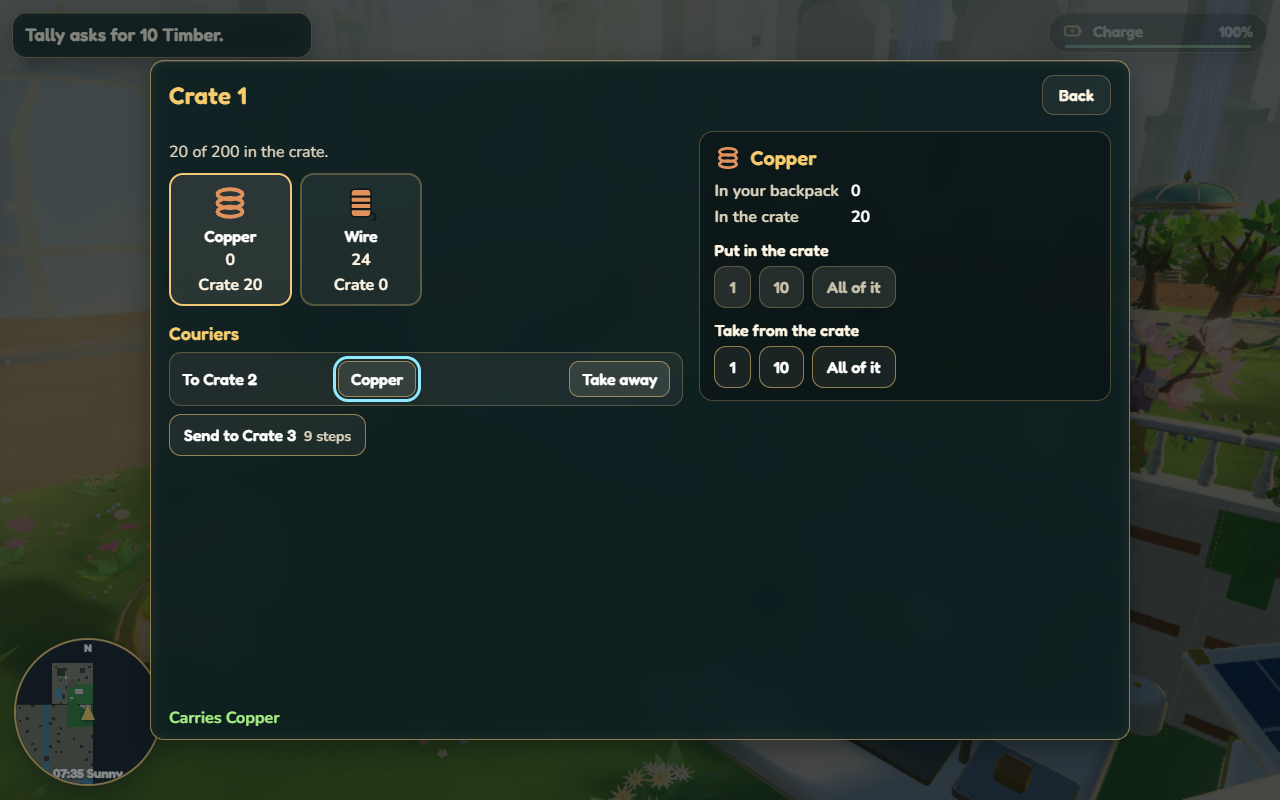 Tally asks for 10 Timber.
Charge 100%
Crate 1
Back
20 of 200 in the crate.
Copper
0
Crate 20
Wire
24
Crate 0
Couriers
To Crate 2 Copper Take away
Send to Crate 3 9 steps
Copper
In your backpack 0
In the crate 20
Put in the crate
1 10 All of it
Take from the crate
1 10 All of it
Carries Copper
N
07:35 Sunny